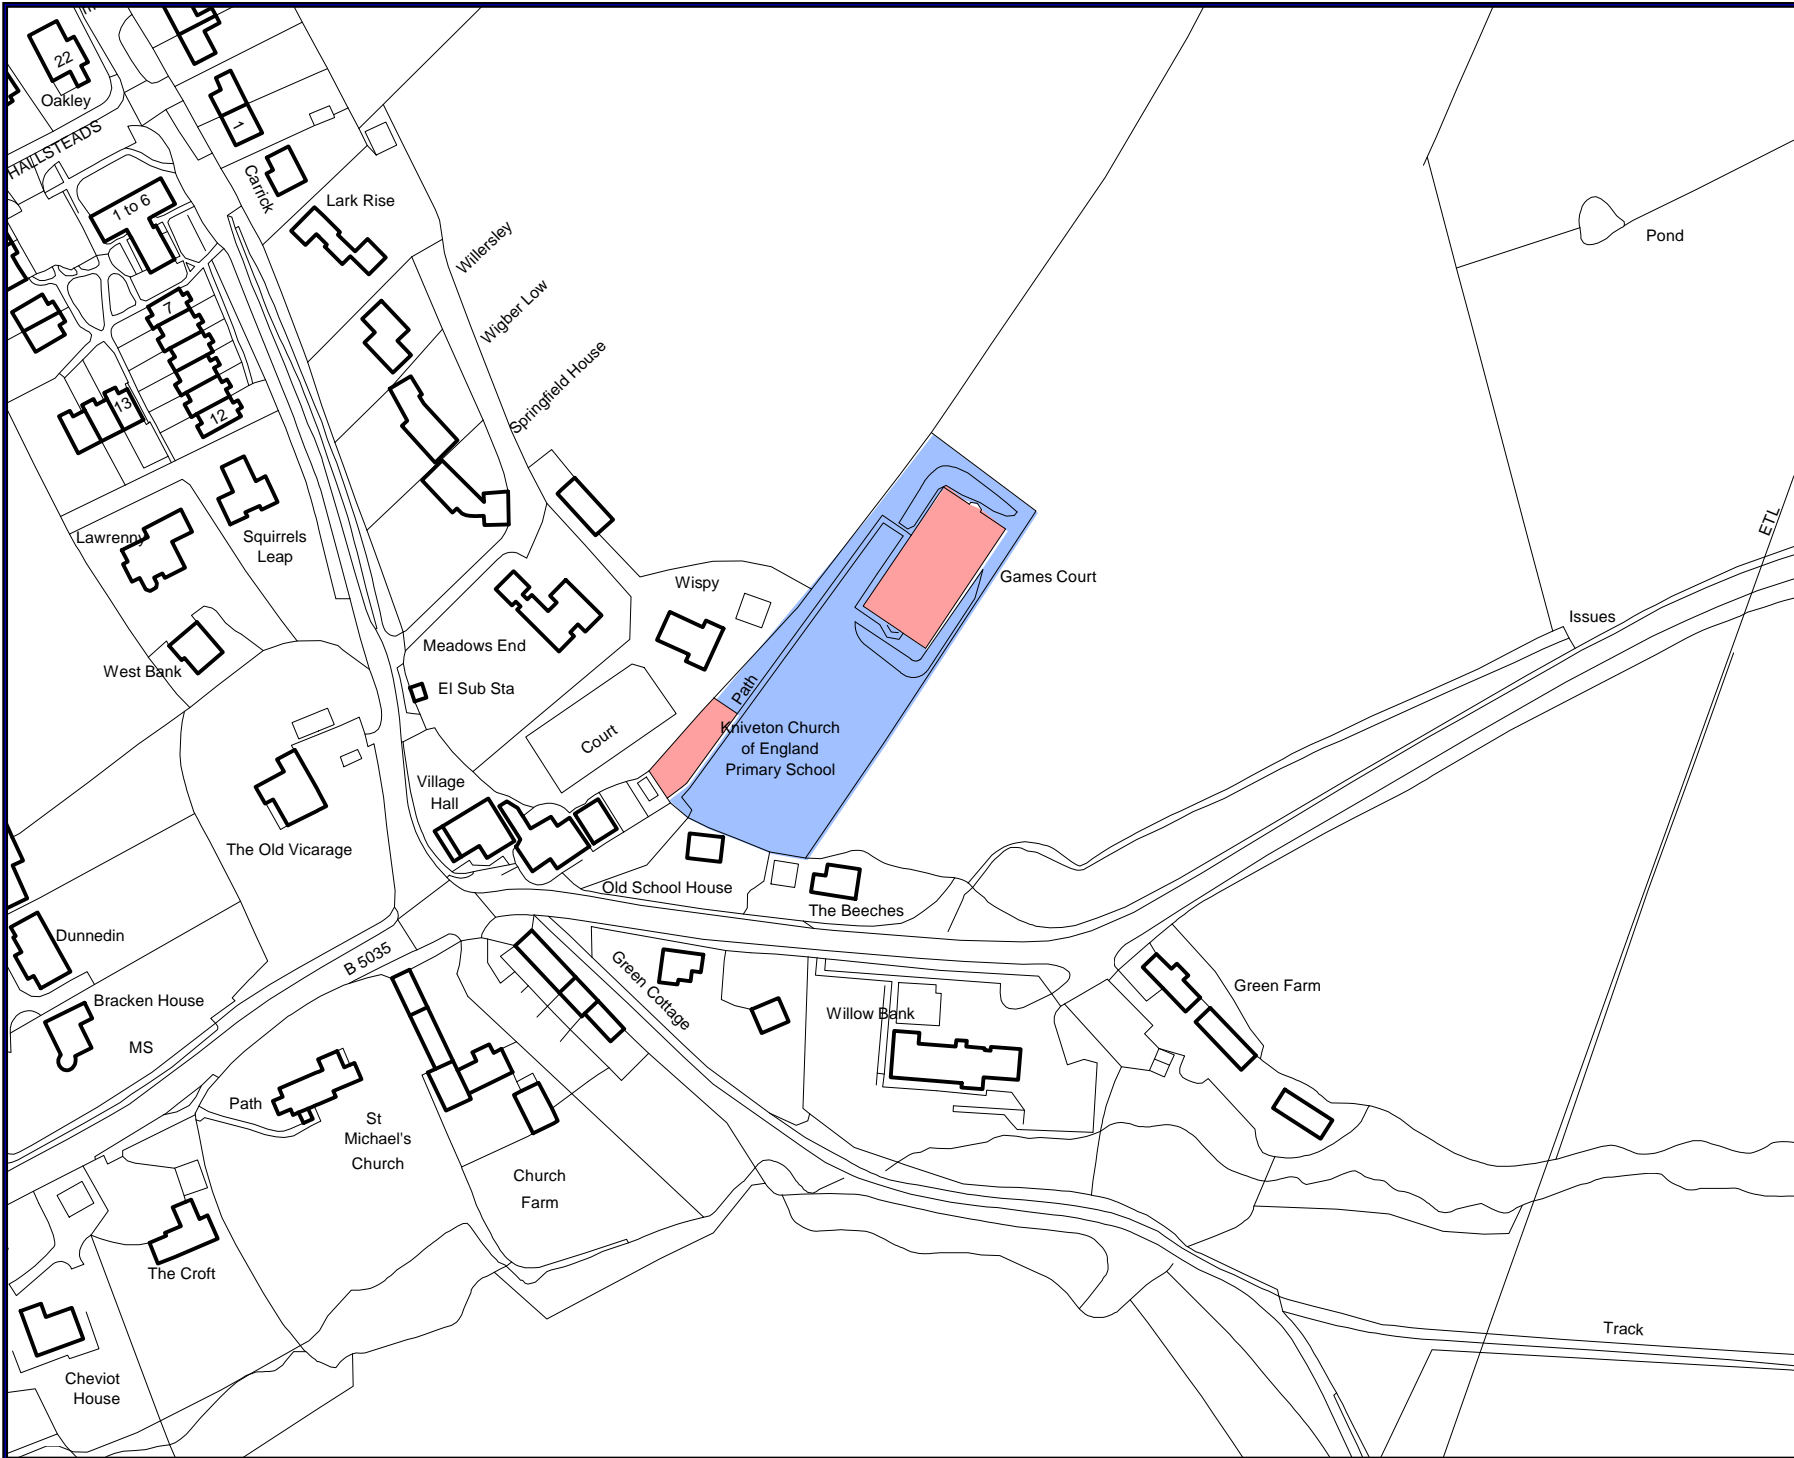 22
Oakley
HALLSTEADS
1
Carrick
1 to 6
Lark Rise
Willersley
Wigber Low
Springfield House
Pond
7
13
12
Lawrenny
Squirrels
Leap
ETL
Games Court
Issues
Wispy
Meadows End
West Bank
El Sub Sta
Path
Court
Kniveton Church
of England
Primary School
Village
Hall
The Old Vicarage
Old School House
The Beeches
Dunnedin
B 5035
Green Cottage
Green Farm
Bracken House
Willow Bank
MS
Path
St
Michael's
Church
Church
Farm
The Croft
Track
Cheviot
House